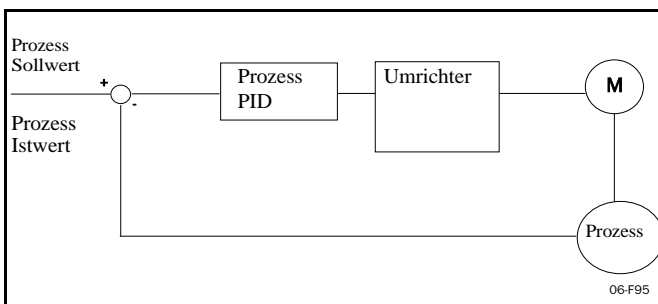 Prozess
Sollwert
+
-
Prozess
Istwert
Prozess
PID
Umrichter
M
Prozess
06-F95